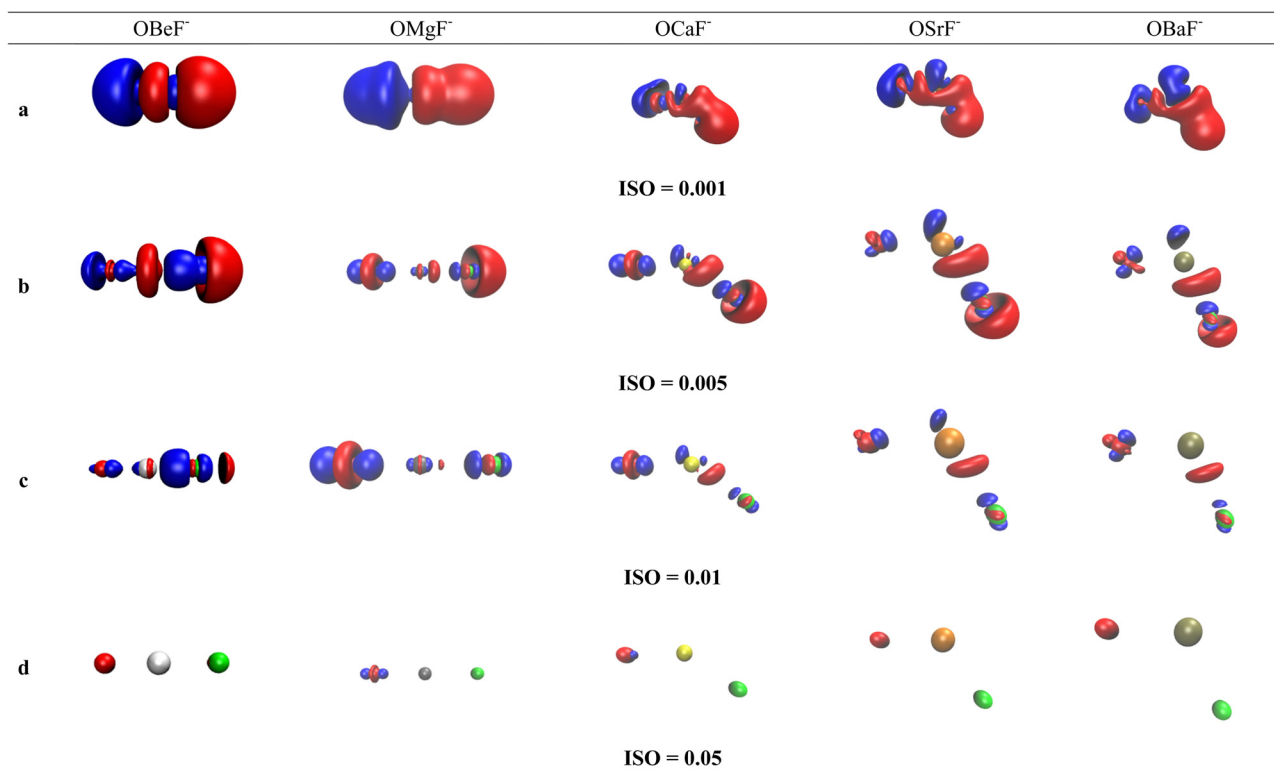 OBeF⁻ OMgF⁻ OCaF⁻ OSrF⁻ OBaF⁻
a
ISO = 0.001
b
ISO = 0.005
c
ISO = 0.01
d
ISO = 0.05